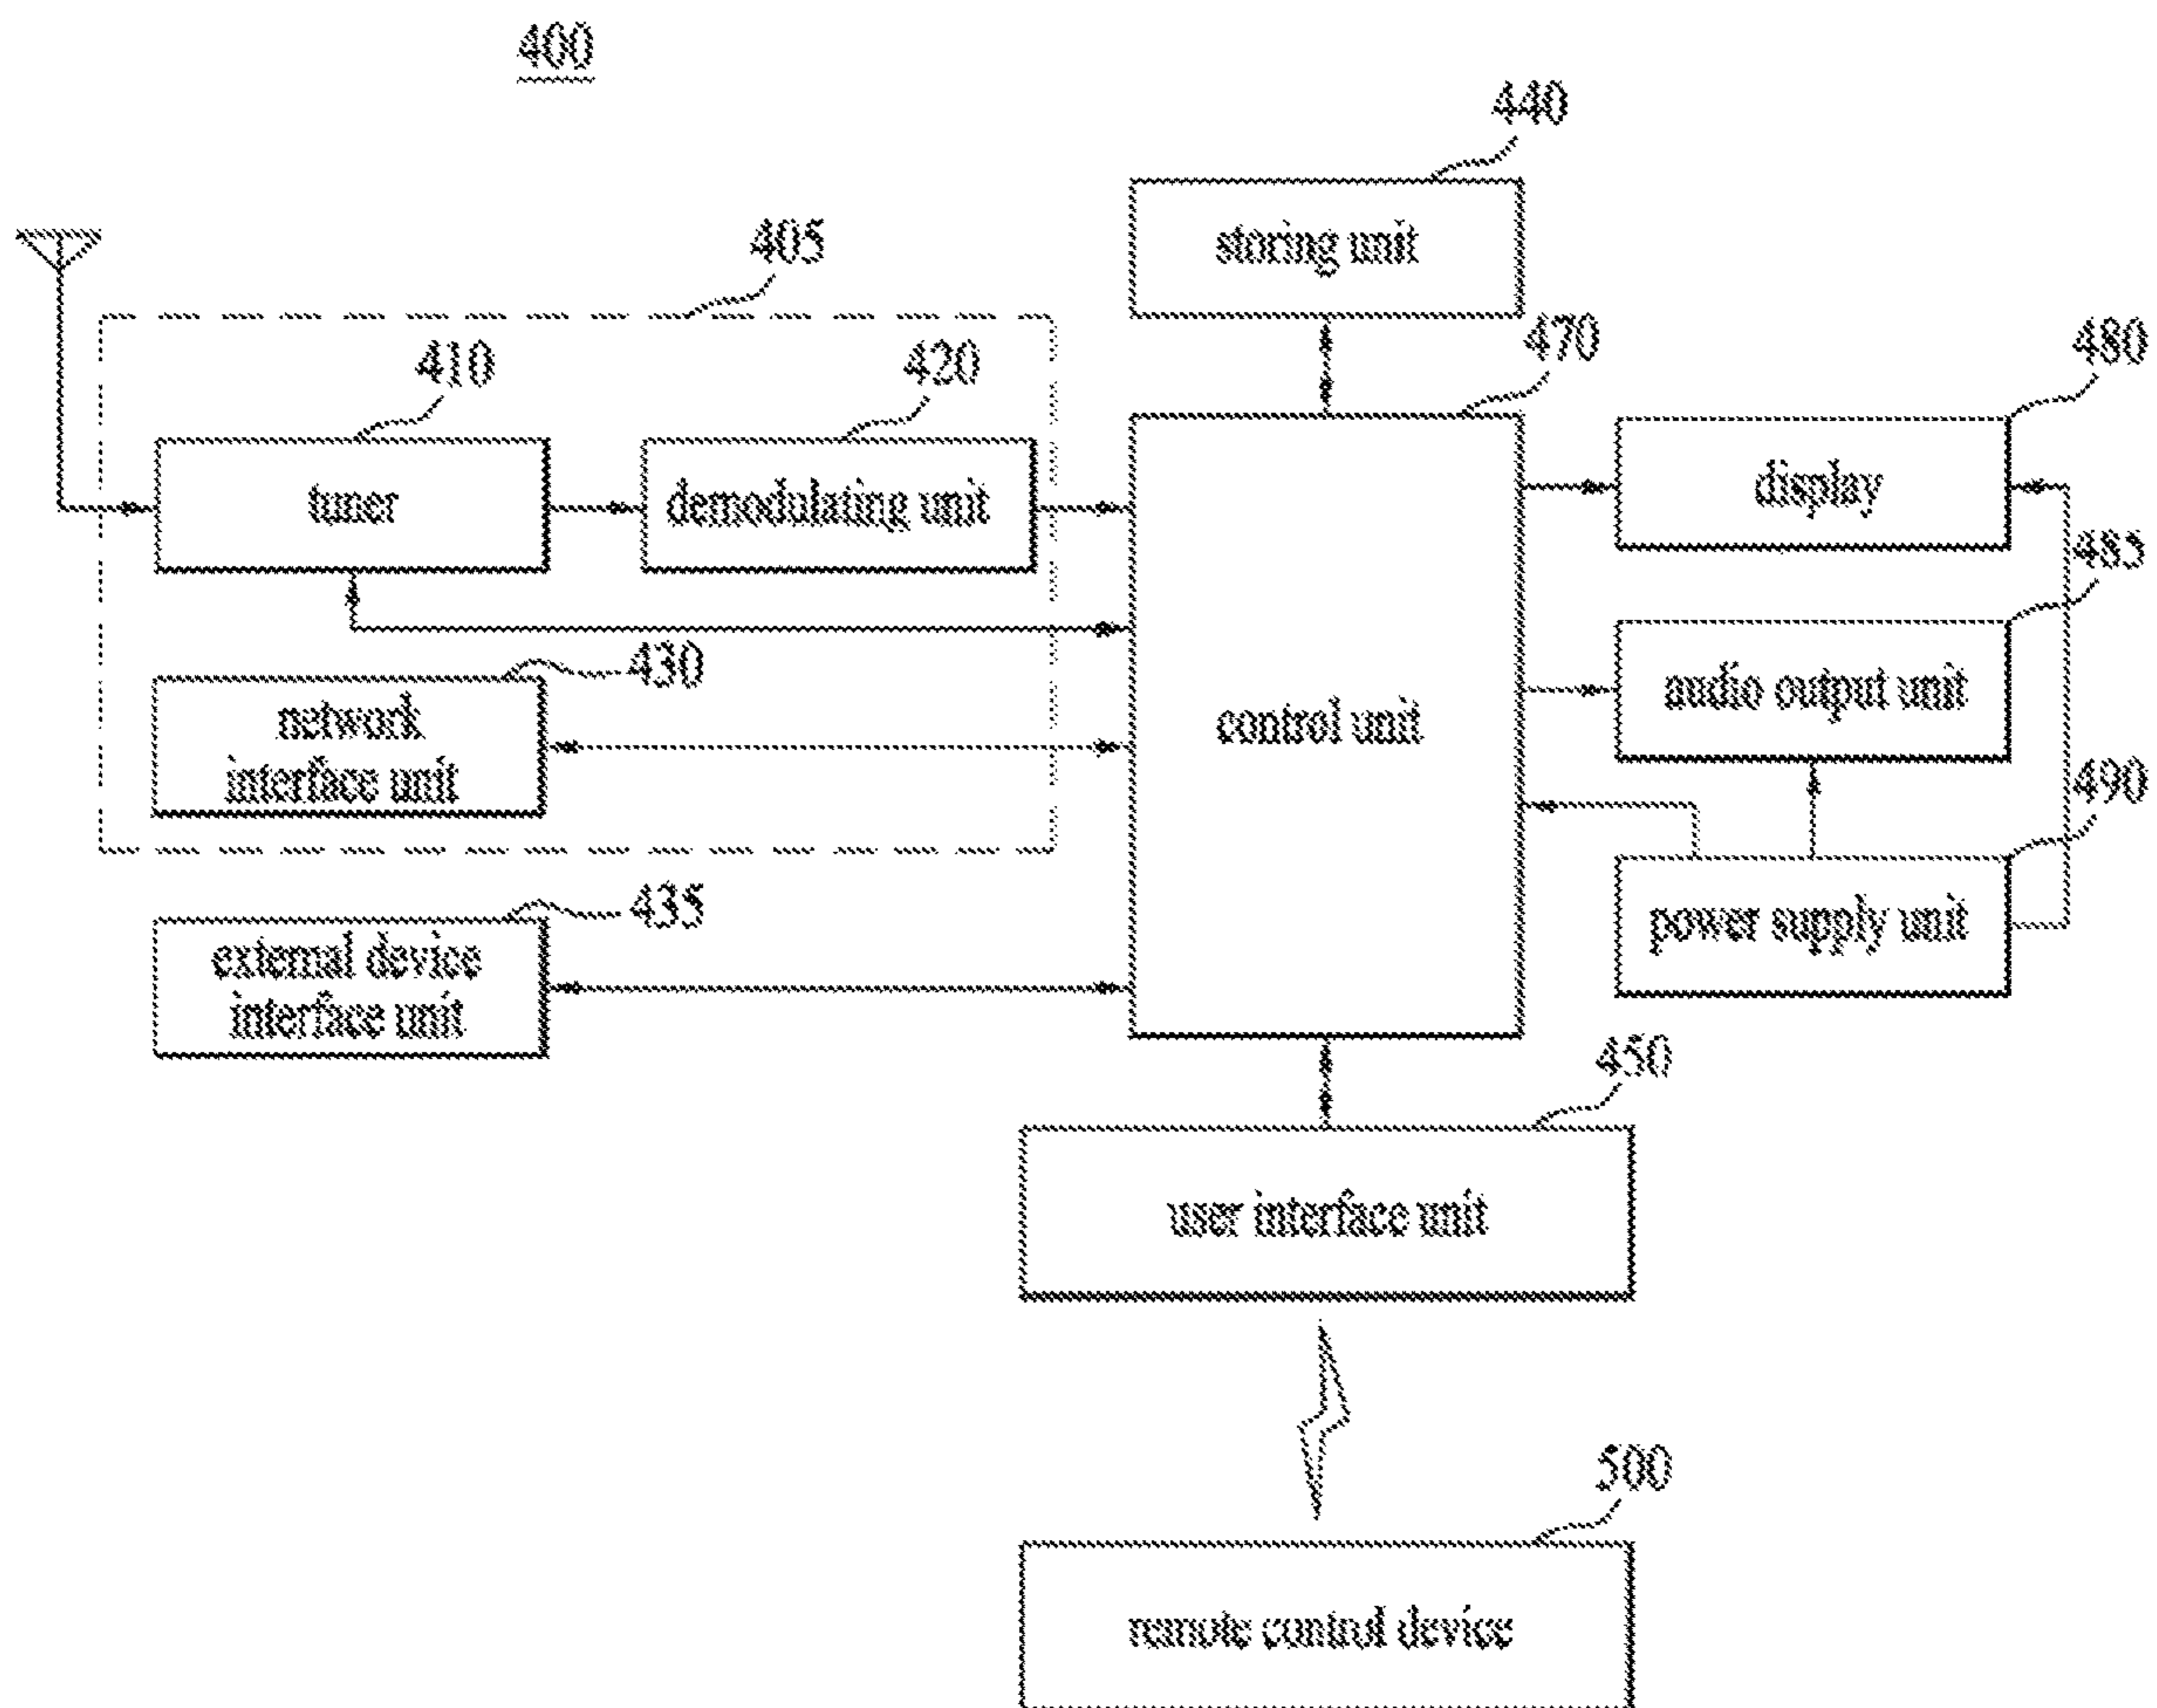 400
440
storing unit
405
410
420
470
480
tuner
demodulating unit
display
485
430
network
interface unit
control unit
audio output unit
490
435
external device
interface unit
power supply unit
450
user interface unit
500
remote control device